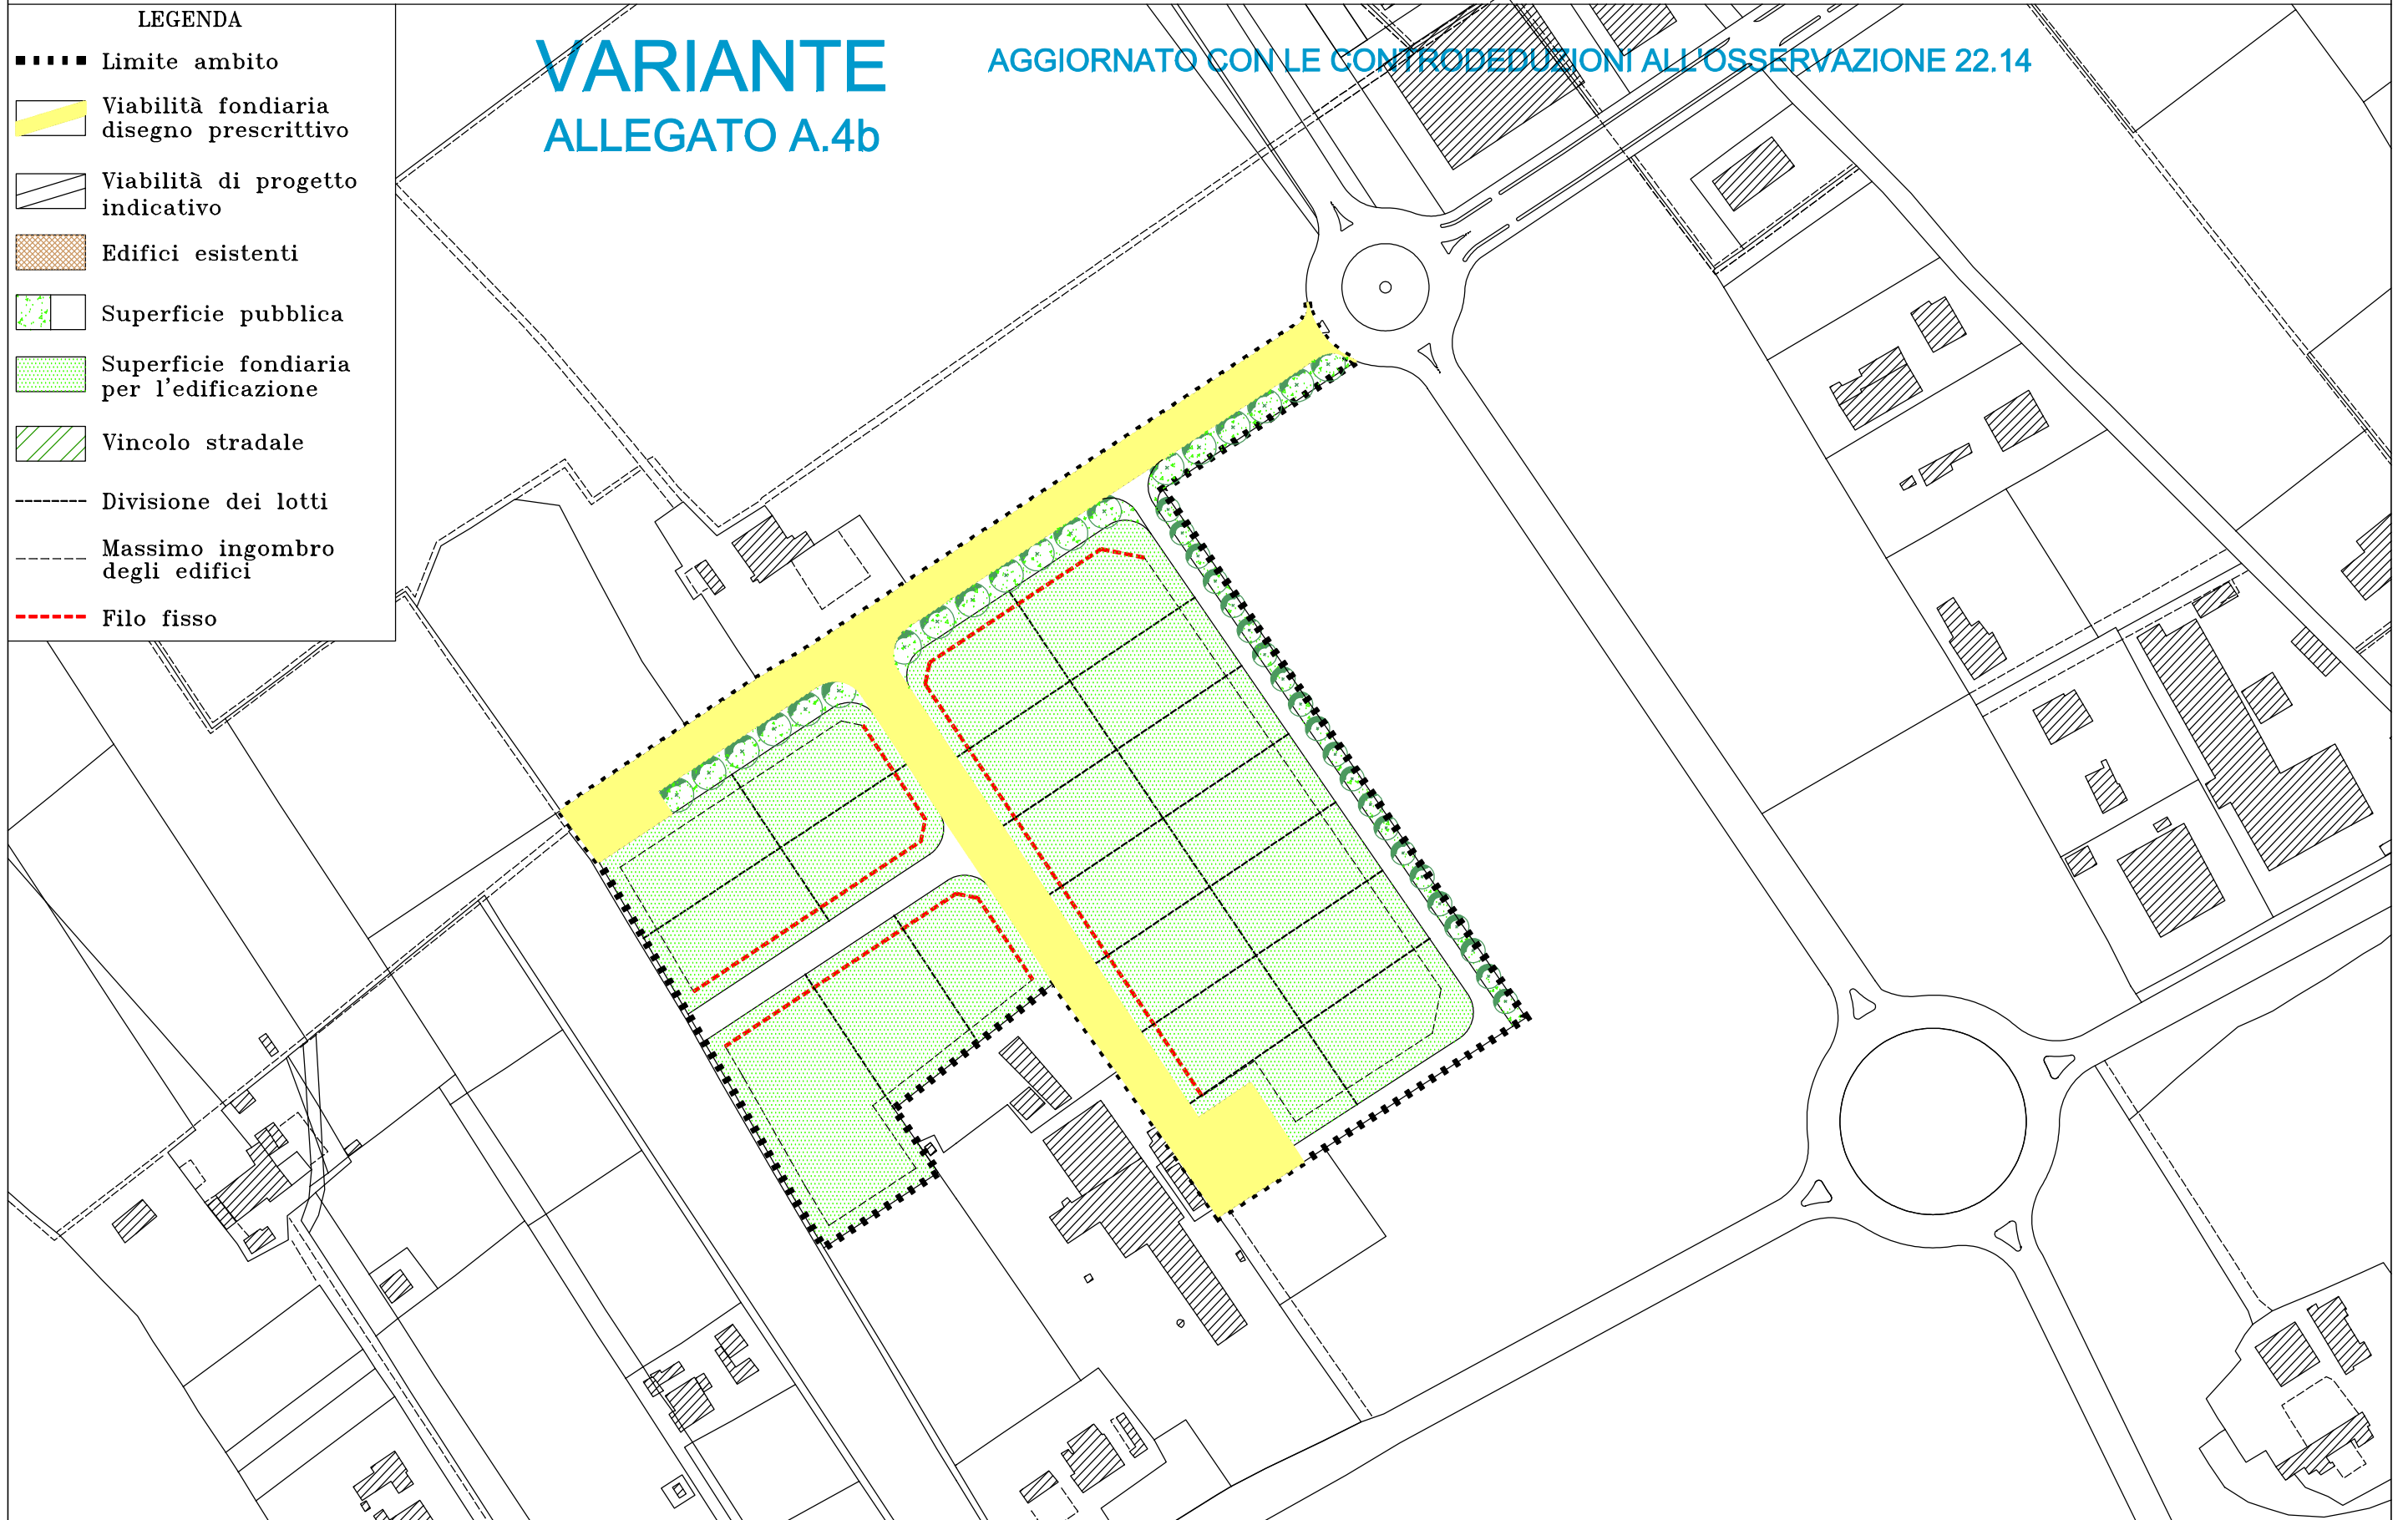 LEGENDA
Limite ambito
Viabilità fondiaria
disegno prescrittivo
Viabilità di progetto
indicativo
Edifici esistenti
Superficie pubblica
Superficie fondiaria
per l'edificazione
Vincolo stradale
Divisione dei lotti
Massimo ingombro
degli edifici
Filo fisso
VARIANTE
ALLEGATO A.4b
AGGIORNATO CON LE CONTRODEDUZIONI ALL'OSSERVAZIONE 22.14